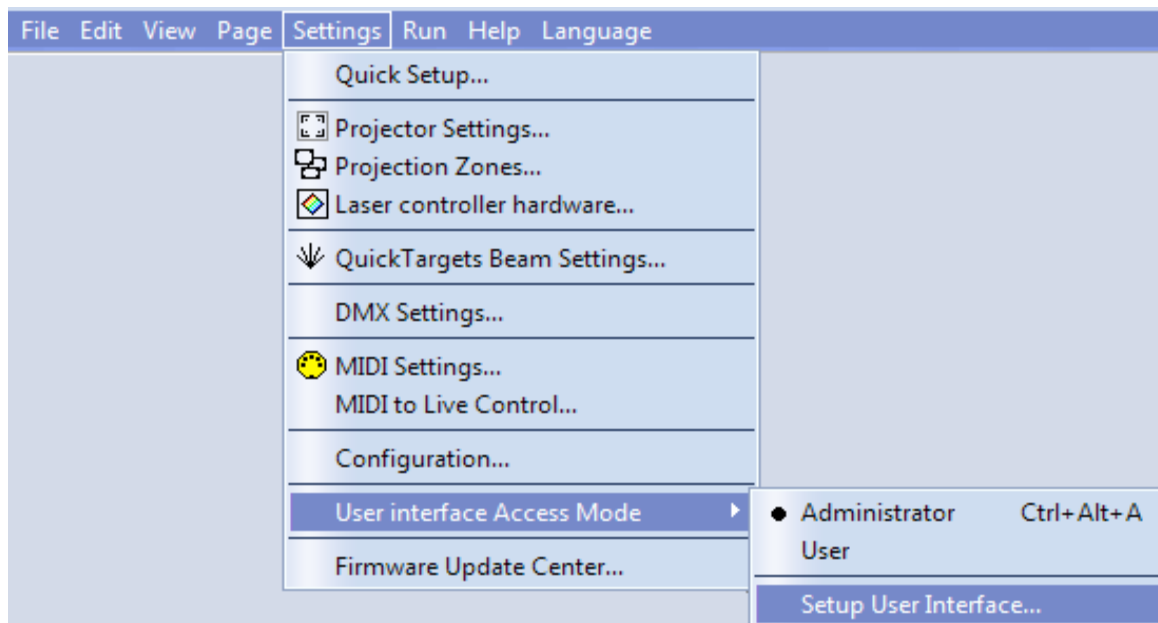 File Edit View Page Settings Run Help Language
Quick Setup...
Projector Settings...
Projection Zones...
Laser controller hardware...
QuickTargets Beam Settings...
DMX Settings...
MIDI Settings...
MIDI to Live Control...
Configuration...
User interface Access Mode
Administrator Ctrl+Alt+A
User
Firmware Update Center...
Setup User Interface...